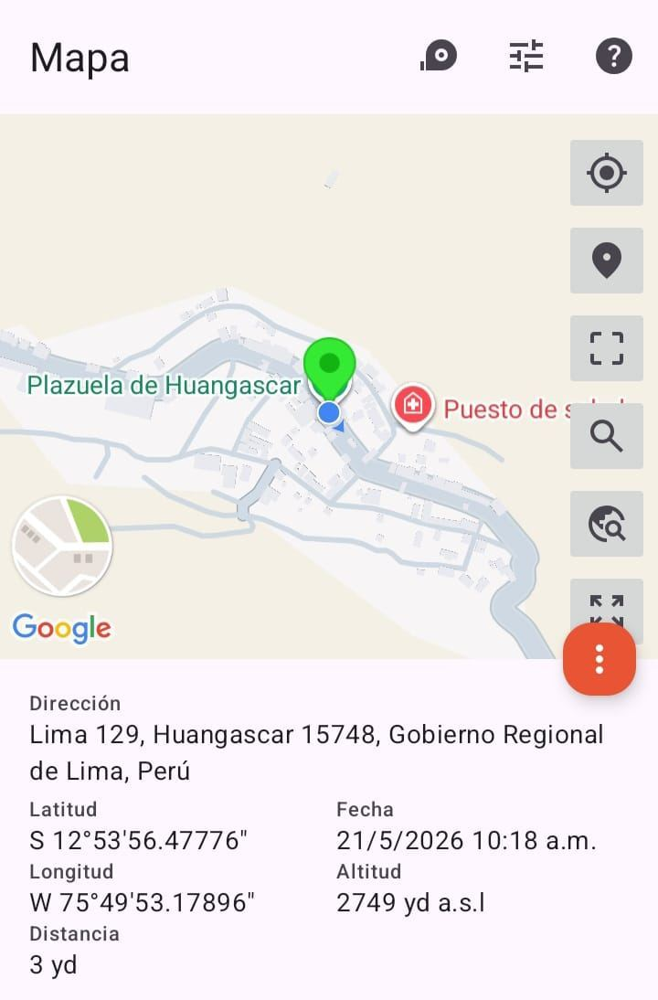 Mapa
Plazuela de Huangascar
Puesto de
Google
Dirección
Lima 129, Huangascar 15748, Gobierno Regional
de Lima, Perú
Latitud
S 12°53'56.47776"
Fecha
21/5/2026 10:18 a.m.
Longitud
W 75°49'53.17896"
Altitud
2749 yd a.s.l
Distancia
3 yd